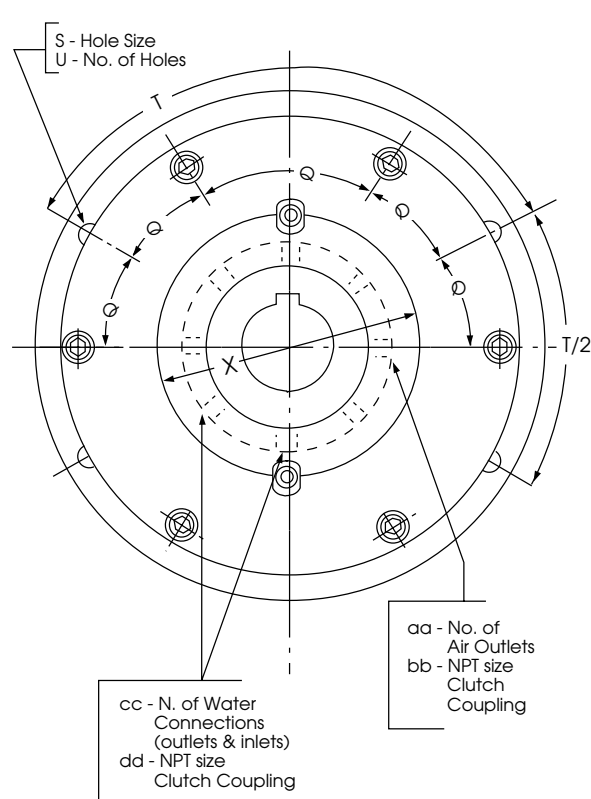 S - Hole Size
U - No. of Holes
T
Q
Q
Q
Q
Q
X
T/2
aa - No. of
Air Outlets
bb - NPT size
Clutch
Coupling
cc - N. of Water
Connections
(outlets & inlets)
dd - NPT size
Clutch Coupling